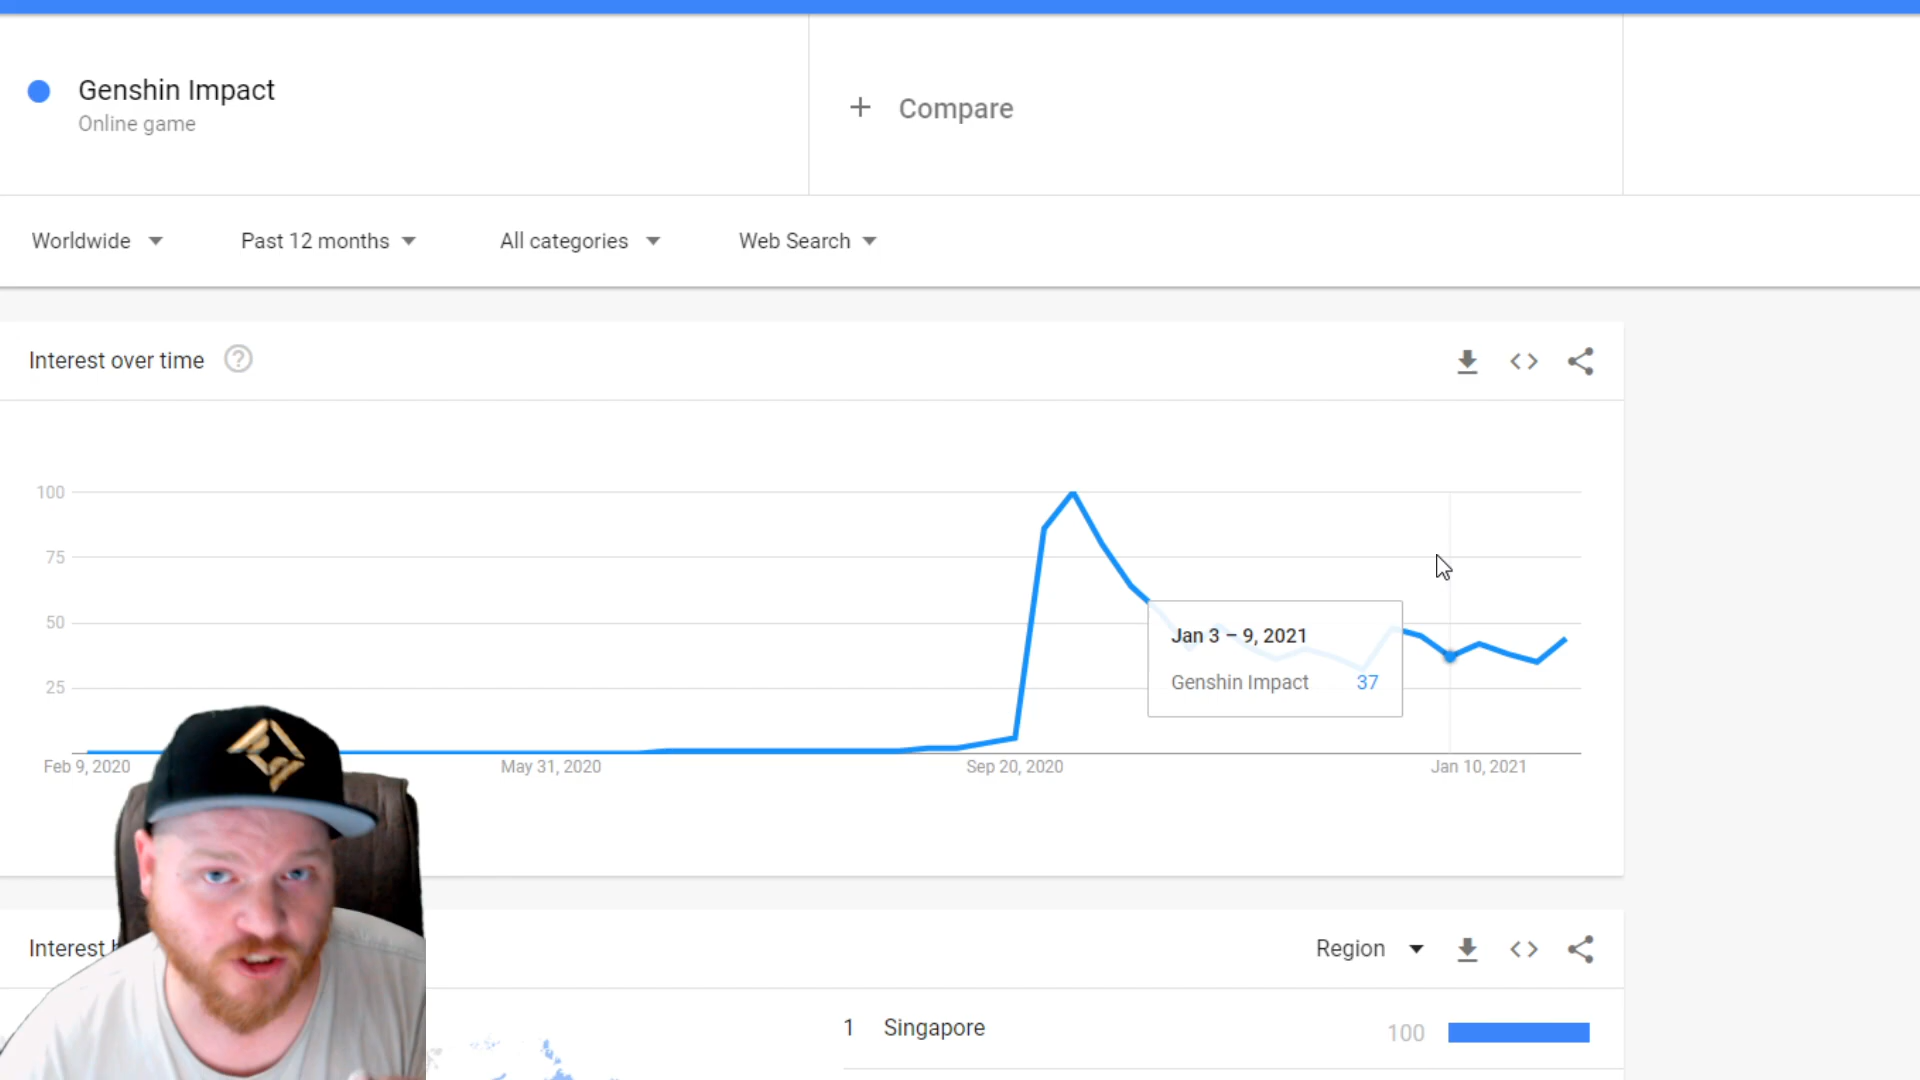 Genshin Impact
Online game
+ Compare
Worldwide
Past 12 months
All categories
Web Search
Interest over time
?
100
75
50
25
Jan 3 – 9, 2021
Genshin Impact 37
Feb 9, 2020
May 31, 2020
Sep 20, 2020
Jan 10, 2021
Interest
Region
1 Singapore 100